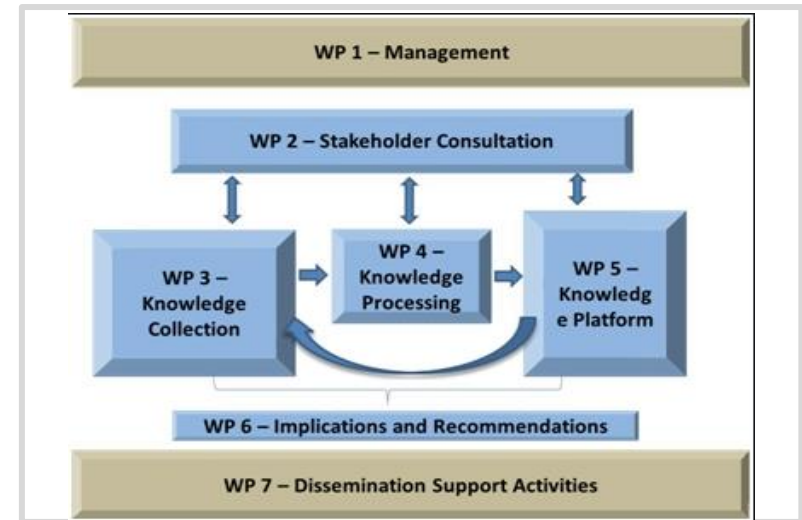 WP 1 – Management
WP 2 – Stakeholder Consultation
WP 3 –
Knowledge
Collection
WP 4 –
Knowledge
Processing
WP 5 –
Knowledg
e Platform
WP 6 – Implications and Recommendations
WP 7 – Dissemination Support Activities